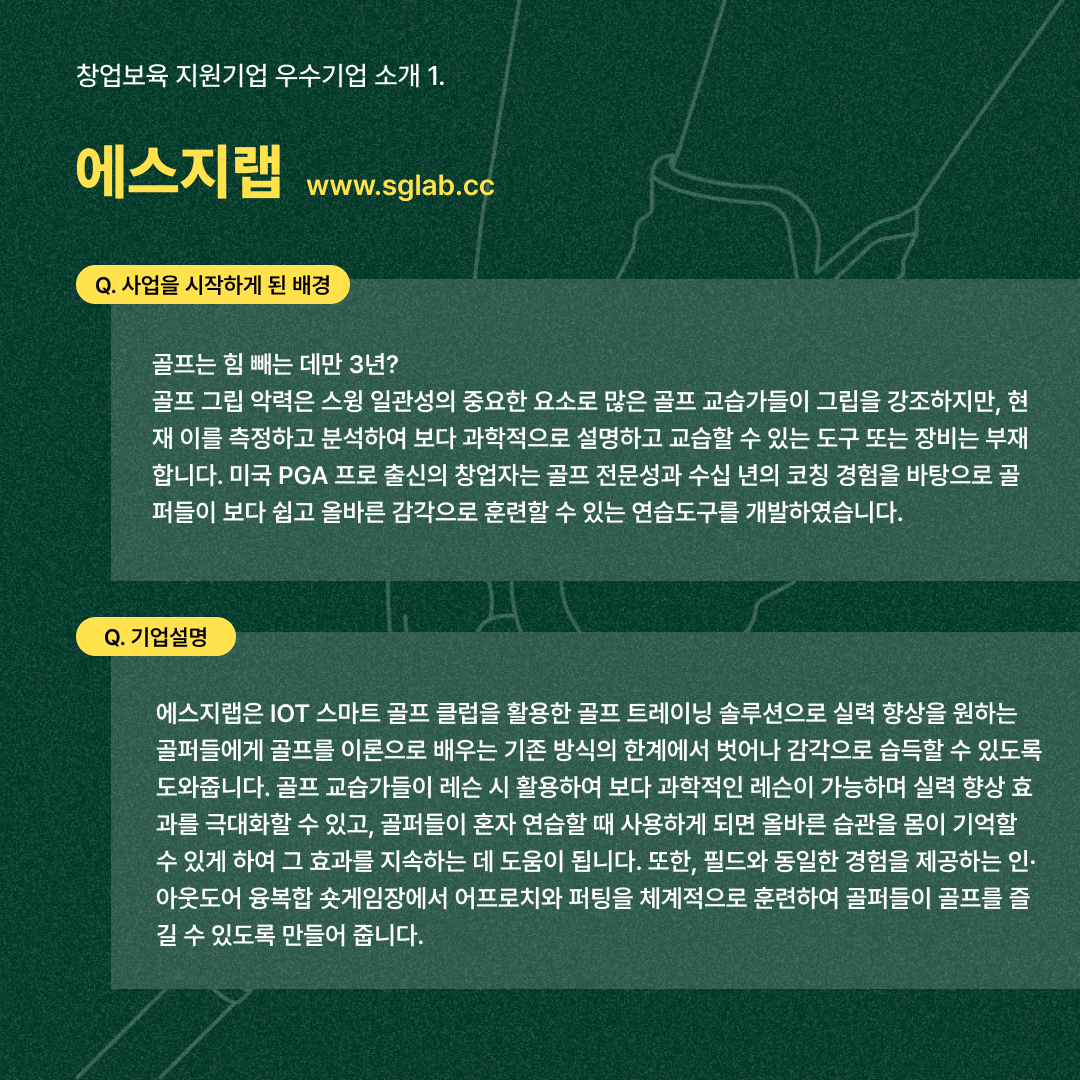 창업보육 지원기업 우수기업 소개 1.
에스지랩 www.sglab.cc
Q. 사업을 시작하게 된 배경
골프는 힘 빼는 데만 3년?
골프 그립 악력은 스윙 일관성의 중요한 요소로 많은 골프 교습가들이 그립을 강조하지만, 현
재 이를 측정하고 분석하여 보다 과학적으로 설명하고 교습할 수 있는 도구 또는 장비는 부재
합니다. 미국 PGA 프로 출신의 창업자는 골프 전문성과 수십 년의 코칭 경험을 바탕으로 골
퍼들이 보다 쉽고 올바른 감각으로 훈련할 수 있는 연습도구를 개발하였습니다.
Q. 기업설명
에스지랩은 IOT 스마트 골프 클럽을 활용한 골프 트레이닝 솔루션으로 실력 향상을 원하는
골퍼들에게 골프를 이론으로 배우는 기존 방식의 한계에서 벗어나 감각으로 습득할 수 있도록
도와줍니다. 골프 교습가들이 레슨 시 활용하여 보다 과학적인 레슨이 가능하며 실력 향상 효
과를 극대화할 수 있고, 골퍼들이 혼자 연습할 때 사용하게 되면 올바른 습관을 몸이 기억할
수 있게 하여 그 효과를 지속하는 데 도움이 됩니다. 또한, 필드와 동일한 경험을 제공하는 인·
아웃도어 융복합 숏게임장에서 어프로치와 퍼팅을 체계적으로 훈련하여 골퍼들이 골프를 즐
길 수 있도록 만들어 줍니다.